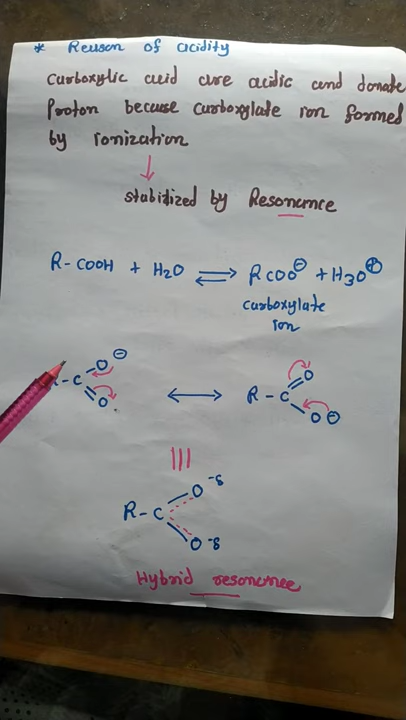 * Reason of acidity
Carboxylic acid are acidic and donate
Proton because carboxylate ion formed
by ionization
↓
stabilized by Resonance
R-COOH + H2O ⇌ RCOO⊖ + H3O⊕
carboxylate
ion
R-C-O⊖ =O ↔ R-C=O -O⊖
|||
R-C O-δ O-δ
Hybrid resonance